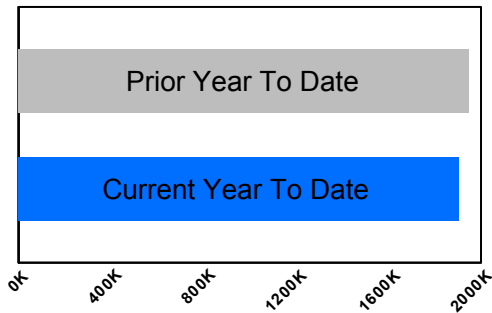 Prior Year To Date
Current Year To Date
0K 400K 800K 1200K 1600K 2000K